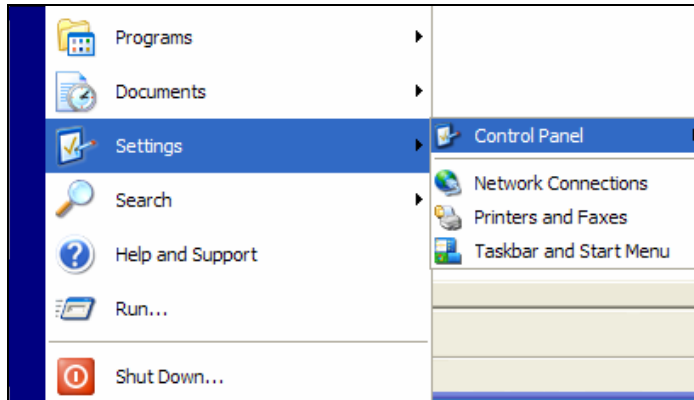 Programs
Documents
Settings
Search
Help and Support
Run...
Shut Down...
Control Panel
Network Connections
Printers and Faxes
Taskbar and Start Menu